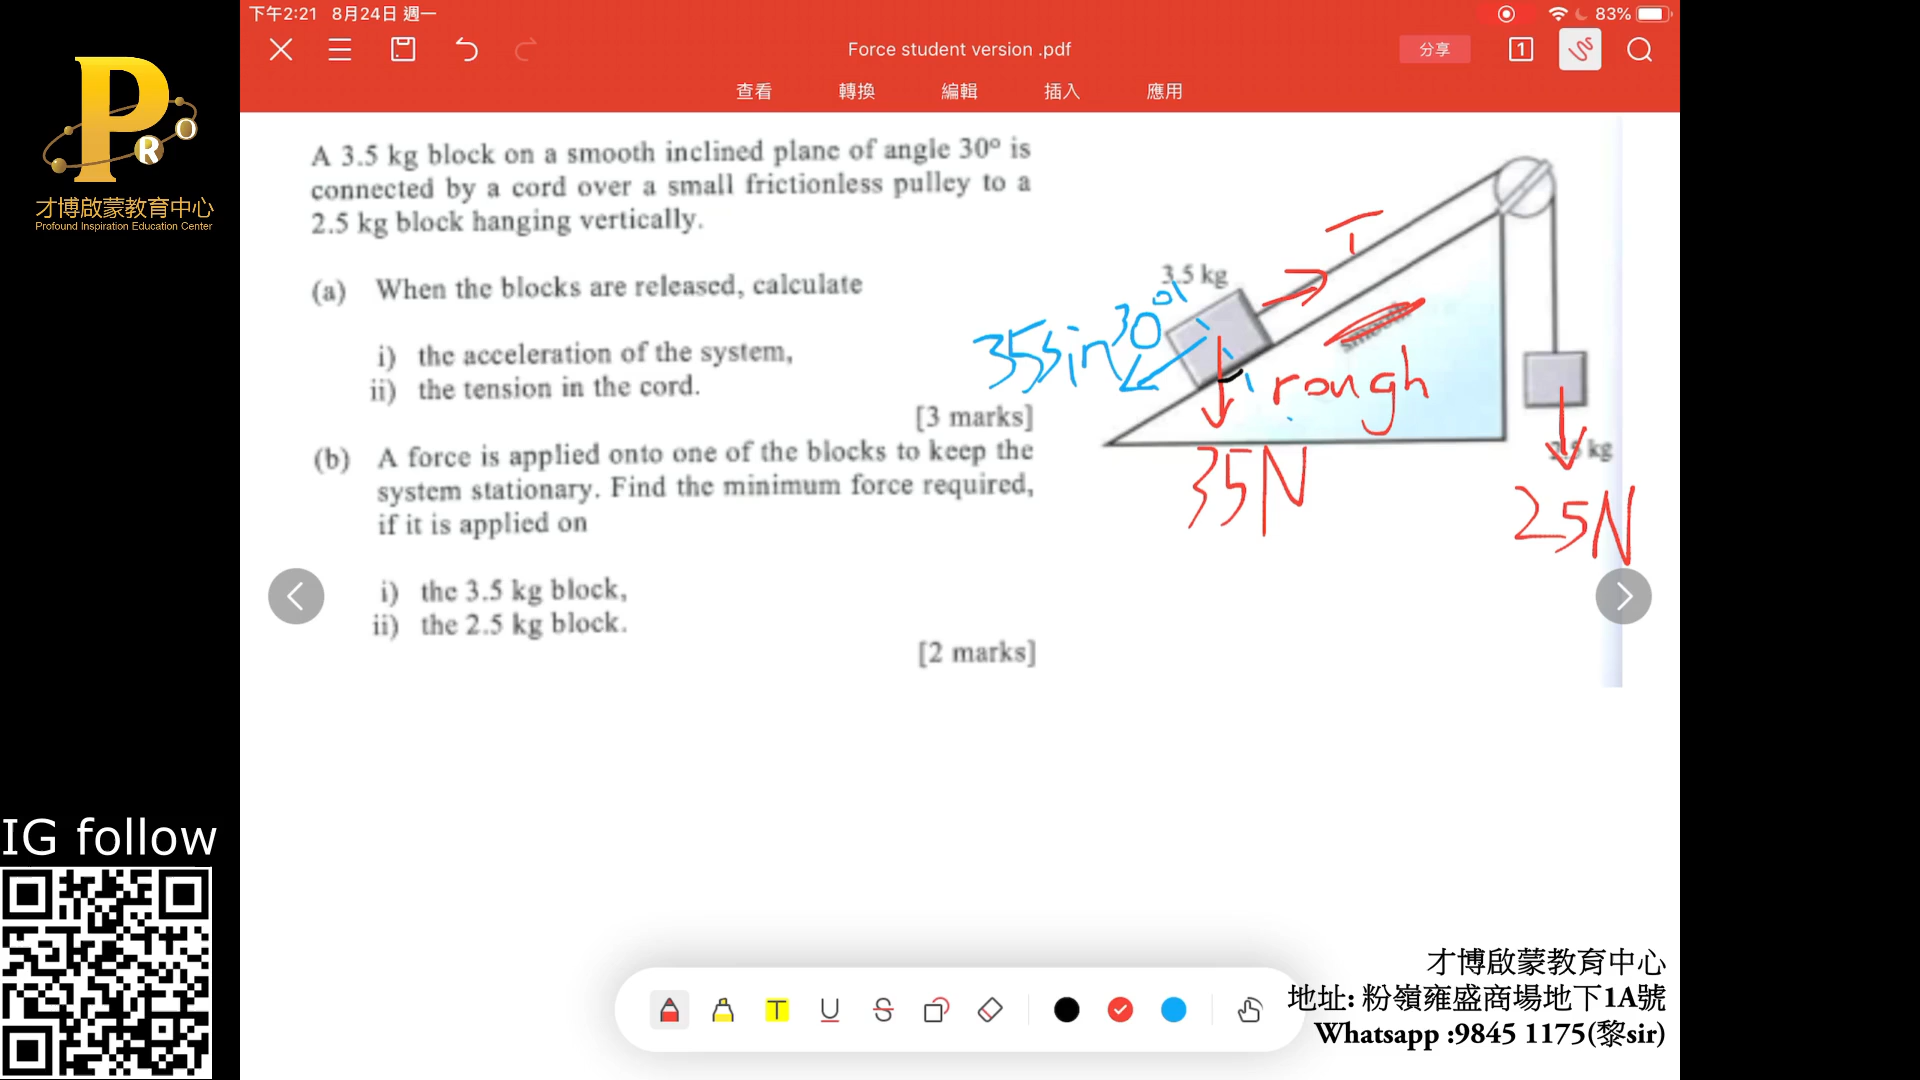 下午2:21 8月24日 週一
83%
Force student version .pdf
分享
1
查看 轉換 編輯 插入 應用
P
R O
才博啟蒙教育中心
Profound Inspiration Education Center
A 3.5 kg block on a smooth inclined plane of angle 30° is
connected by a cord over a small frictionless pulley to a
2.5 kg block hanging vertically.
(a) When the blocks are released, calculate
i) the acceleration of the system,
ii) the tension in the cord.
[3 marks]
(b) A force is applied onto one of the blocks to keep the
system stationary. Find the minimum force required,
if it is applied on
i) the 3.5 kg block,
ii) the 2.5 kg block.
[2 marks]
T
3.5 kg
35sin30°
smooth
rough
35N
kg
25N
IG follow
T U S
才博啟蒙教育中心
地址: 粉嶺雍盛商場地下1A號
Whatsapp :9845 1175(黎sir)